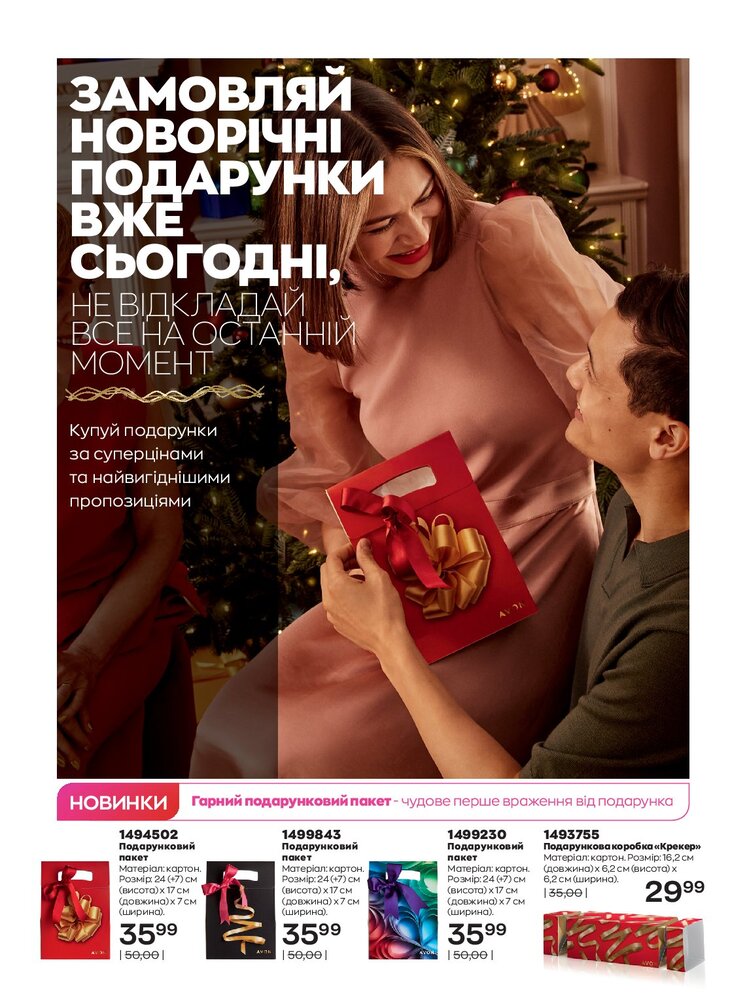 ЗАМОВЛЯЙ
НОВОРІЧНІ
ПОДАРУНКИ
ВЖЕ
СЬОГОДНІ,
НЕ ВІДКЛАДАЙ
ВСЕ НА ОСТАННІЙ
МОМЕНТ
Купуй подарунки
за суперцінами
та найвигіднішими
пропозиціями
AVON
НОВИНКИ
Гарний подарунковий пакет - чудове перше враження від подарунка
1494502
Подарунковий
пакет
Матеріал: картон.
Розмір: 24 (+7) см
(висота) х 17 см
(довжина) х 7 см
(ширина).
35 99
| 50,00 |
AVON
1499843
Подарунковий
пакет
Матеріал: картон.
Розмір: 24 (+7) см
(висота) х 17 см
(довжина) х 7 см
(ширина).
35 99
| 50,00 |
AVON
1499230
Подарунковий
пакет
Матеріал: картон.
Розмір: 24 (+7) см
(висота) х 17 см
(довжина) х 7 см
(ширина).
35 99
| 50,00 |
AVON
1493755
Подарункова коробка «Крекер»
Матеріал: картон. Розмір: 16,2 см
(довжина) х 6,2 см (висота) х
6,2 см (ширина).
| 35,00 |
29 99
AVON